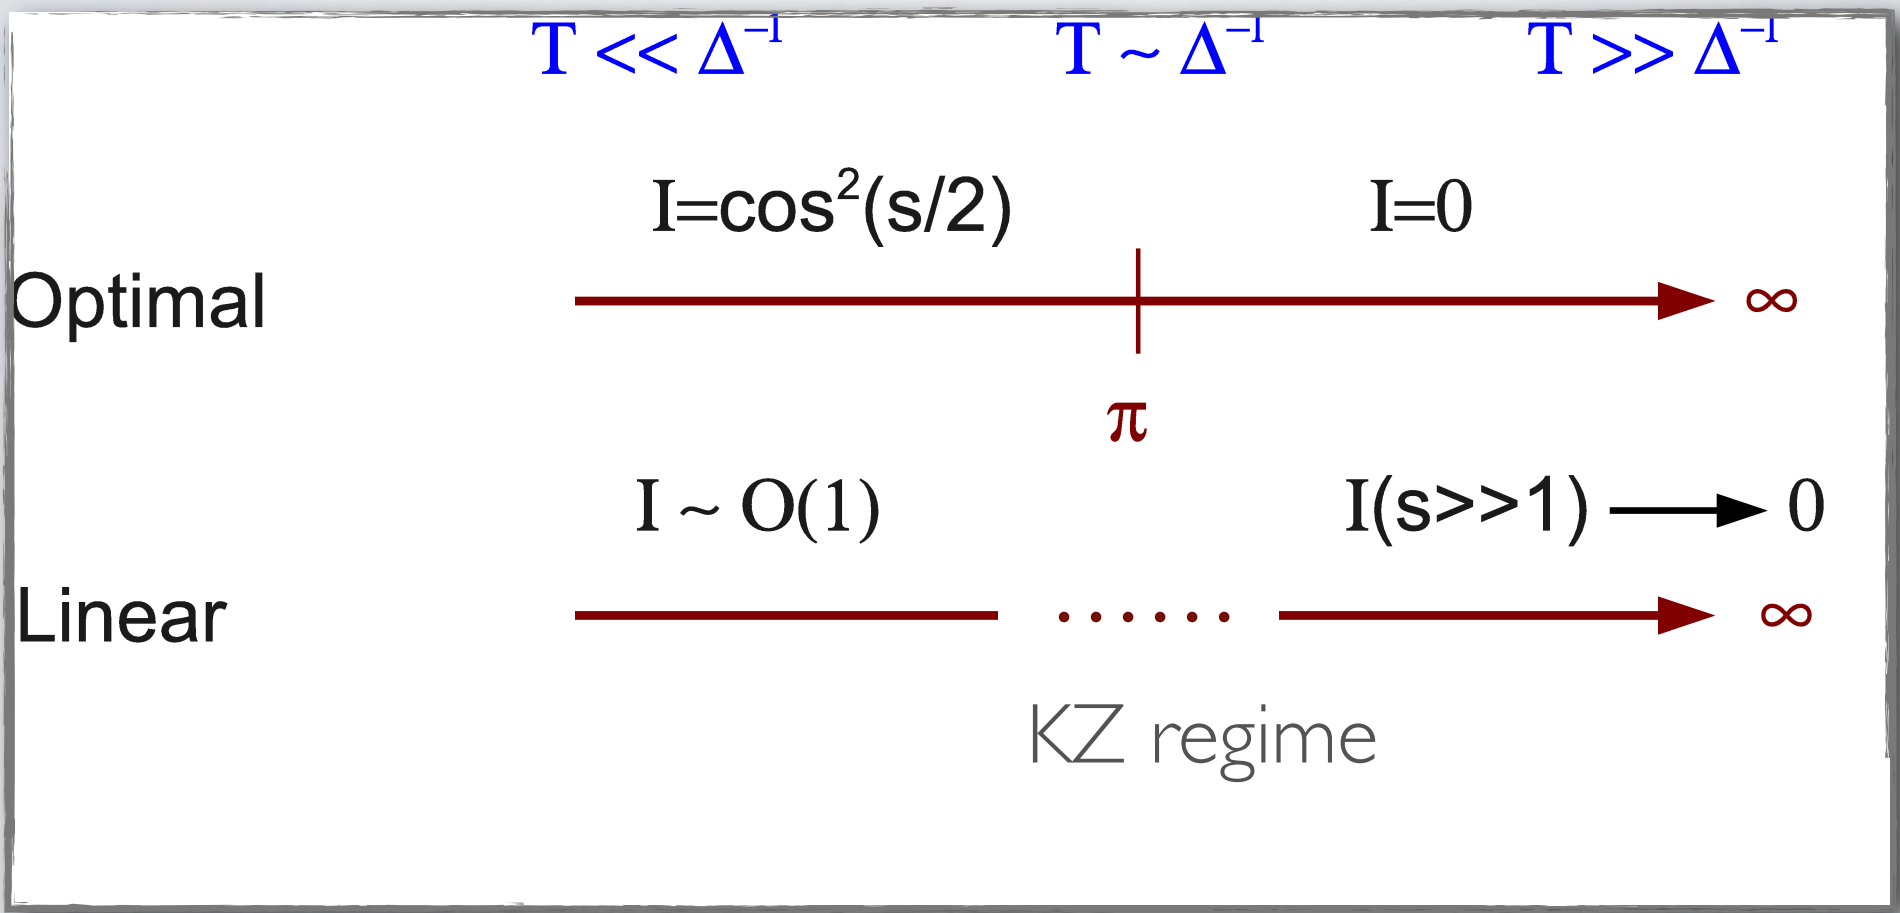 T << Δ⁻¹ T ~ Δ⁻¹ T >> Δ⁻¹
I=cos²(s/2) I=0
Optimal ∞
π
I ~ O(1) I(s>>1) → 0
Linear ...... ∞
KZ regime